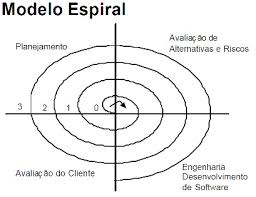 Modelo Espiral
Planejamento
Avaliação de
Alternativas e Riscos
3 2 1 0
Avaliação do Cliente
Engenharia
Desenvolvimento
de Software